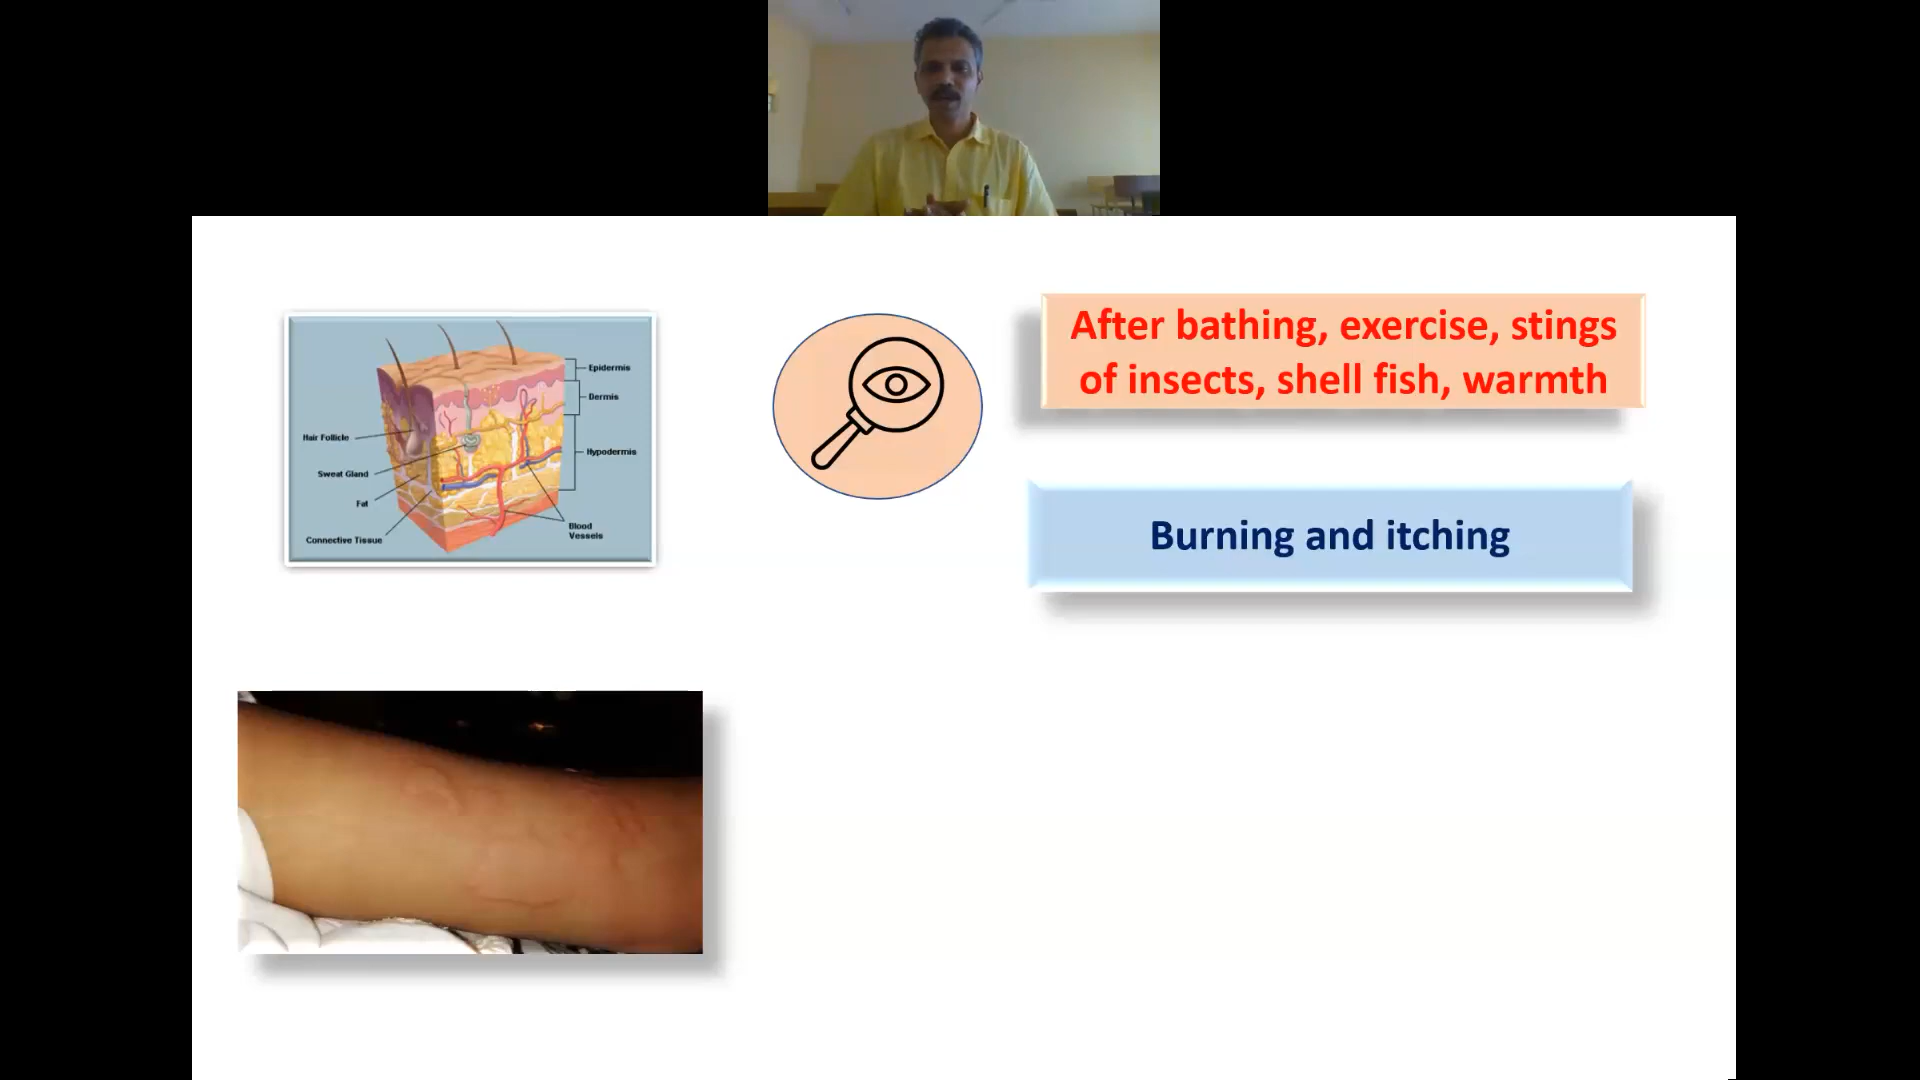 After bathing, exercise, stings
of insects, shell fish, warmth
Burning and itching
Epidermis
Dermis
Hair Follicle
Hypodermis
Sweat Gland
Fat
Blood
Vessels
Connective Tissue